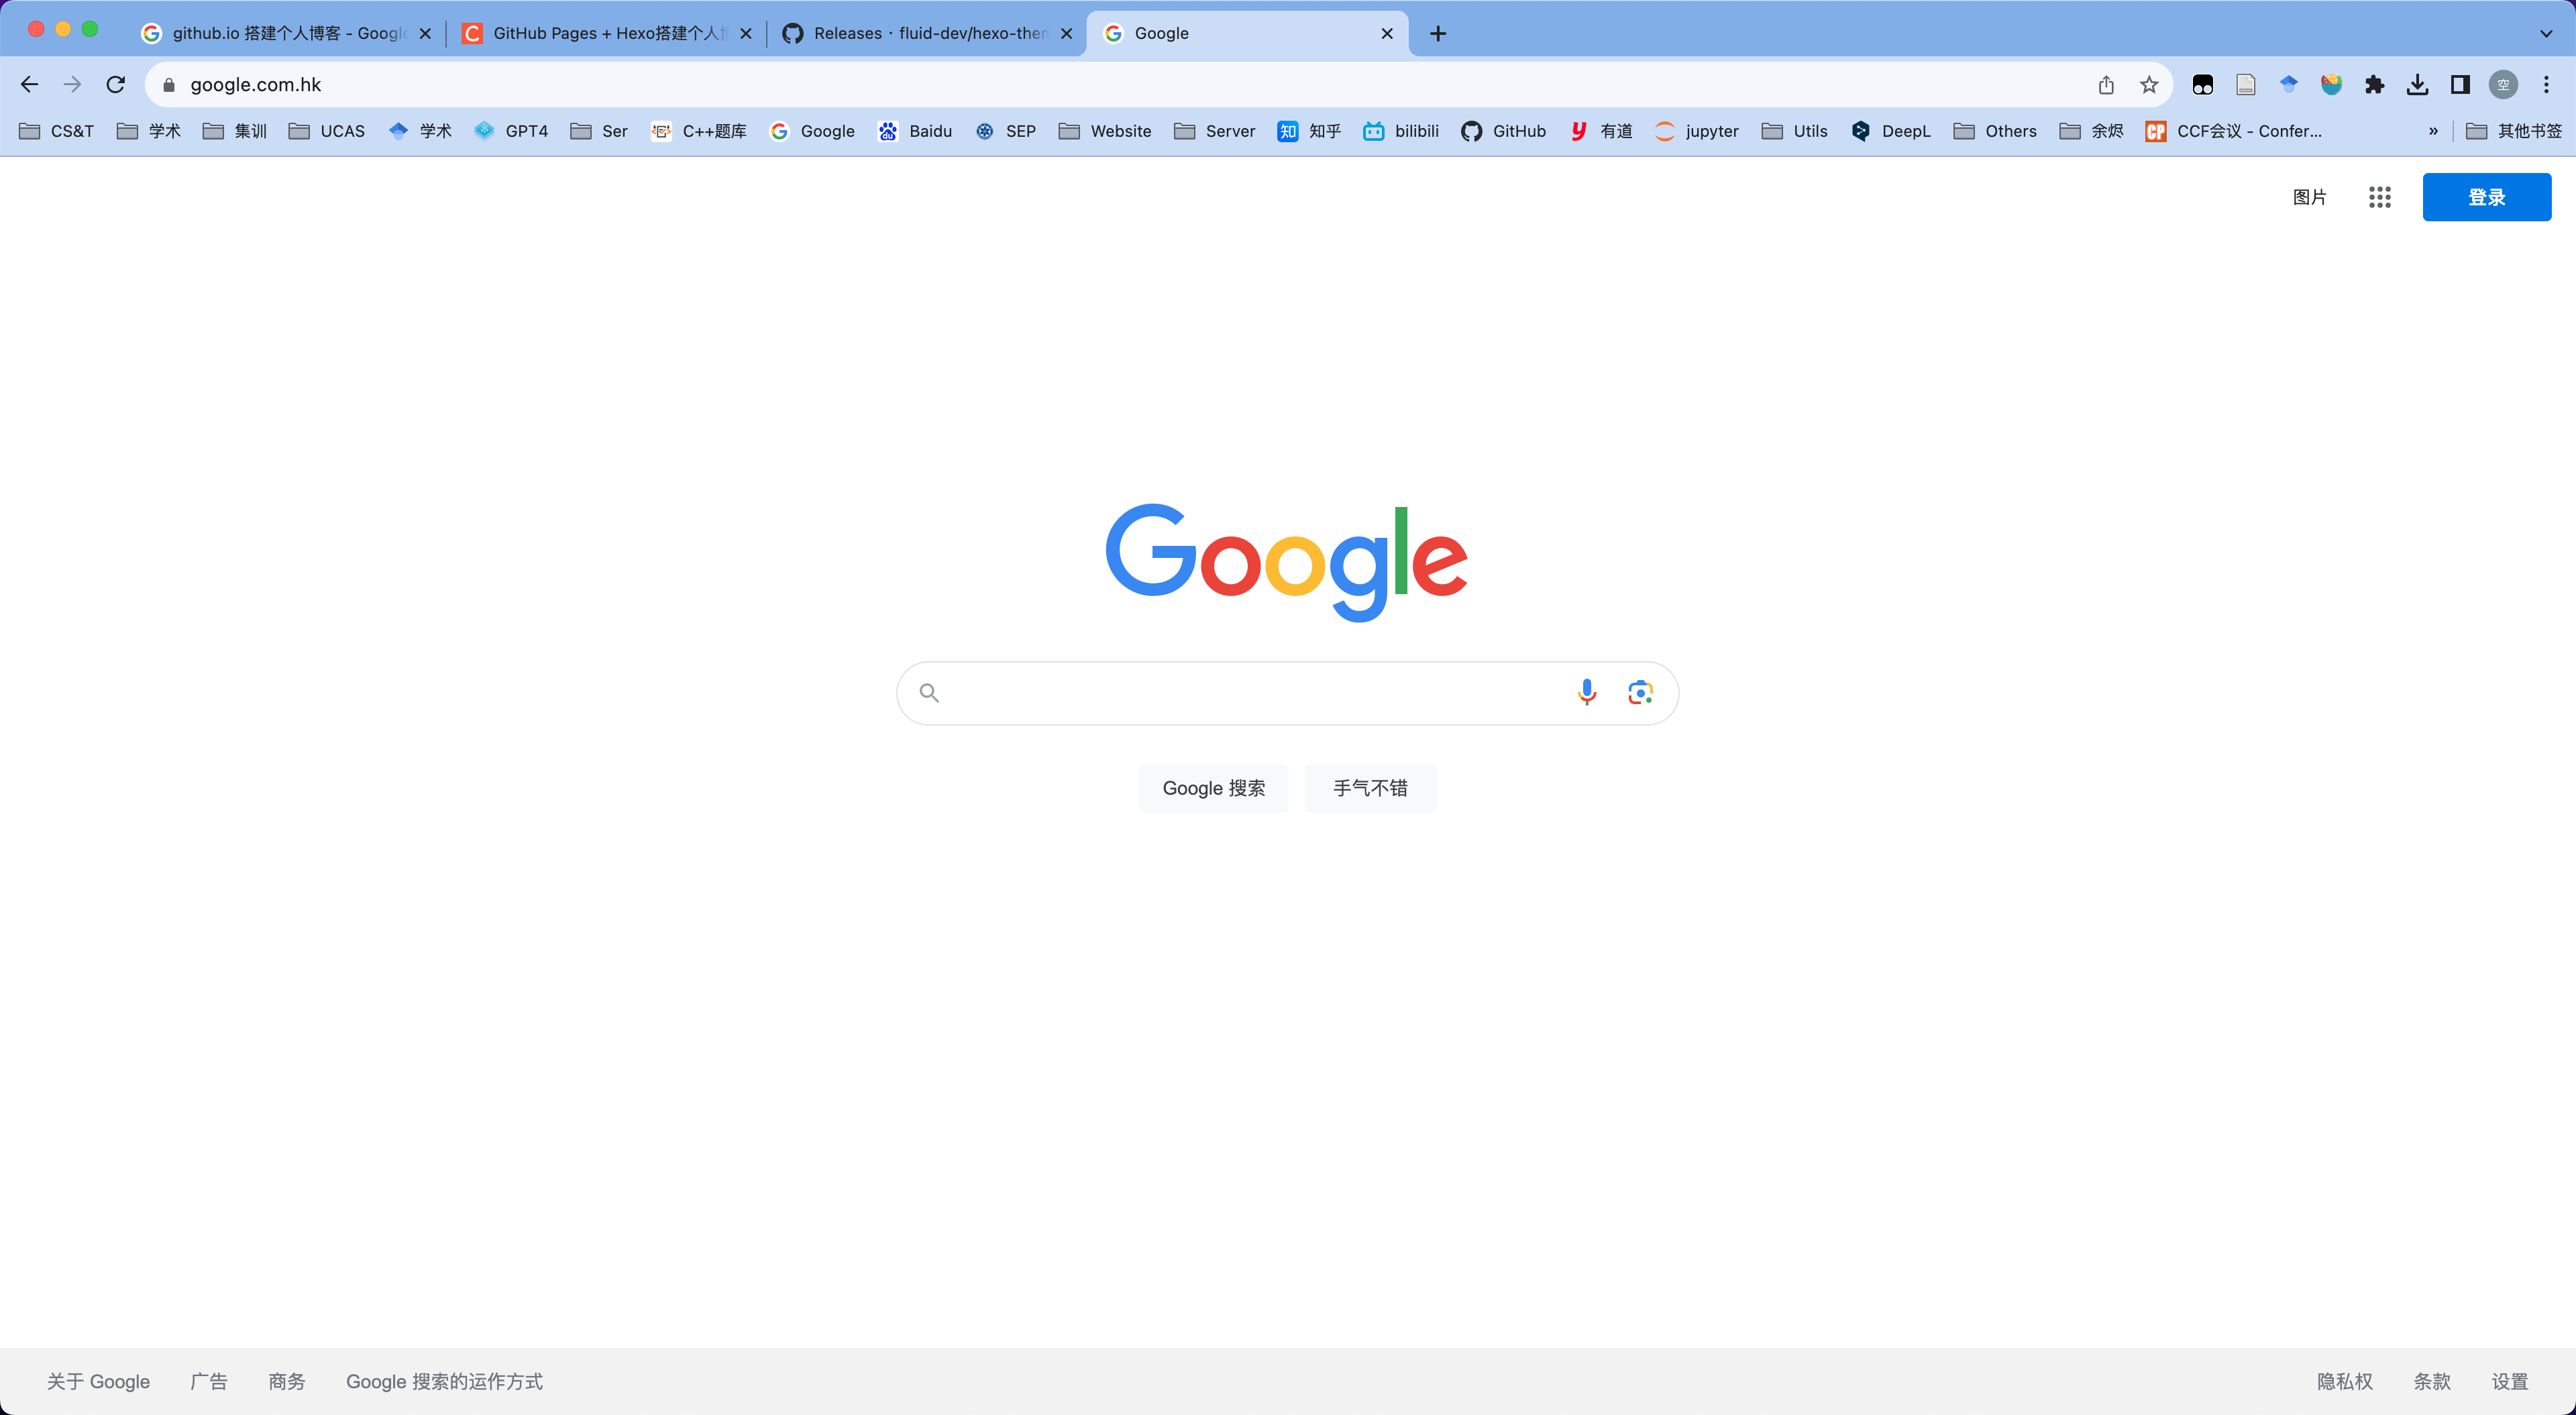 github.io 搭建个人博客 - Google
GitHub Pages + Hexo搭建个人博
Releases · fluid-dev/hexo-them
Google
google.com.hk
空
CS&T 学术 集训 UCAS 学术 GPT4 Ser C++题库 Google Baidu SEP Website Server 知乎 bilibili GitHub 有道 jupyter Utils DeepL Others 余烬 CCF会议 - Confer... » 其他书签
图片 登录
Google
Google 搜索 手气不错
关于 Google 广告 商务 Google 搜索的运作方式 隐私权 条款 设置